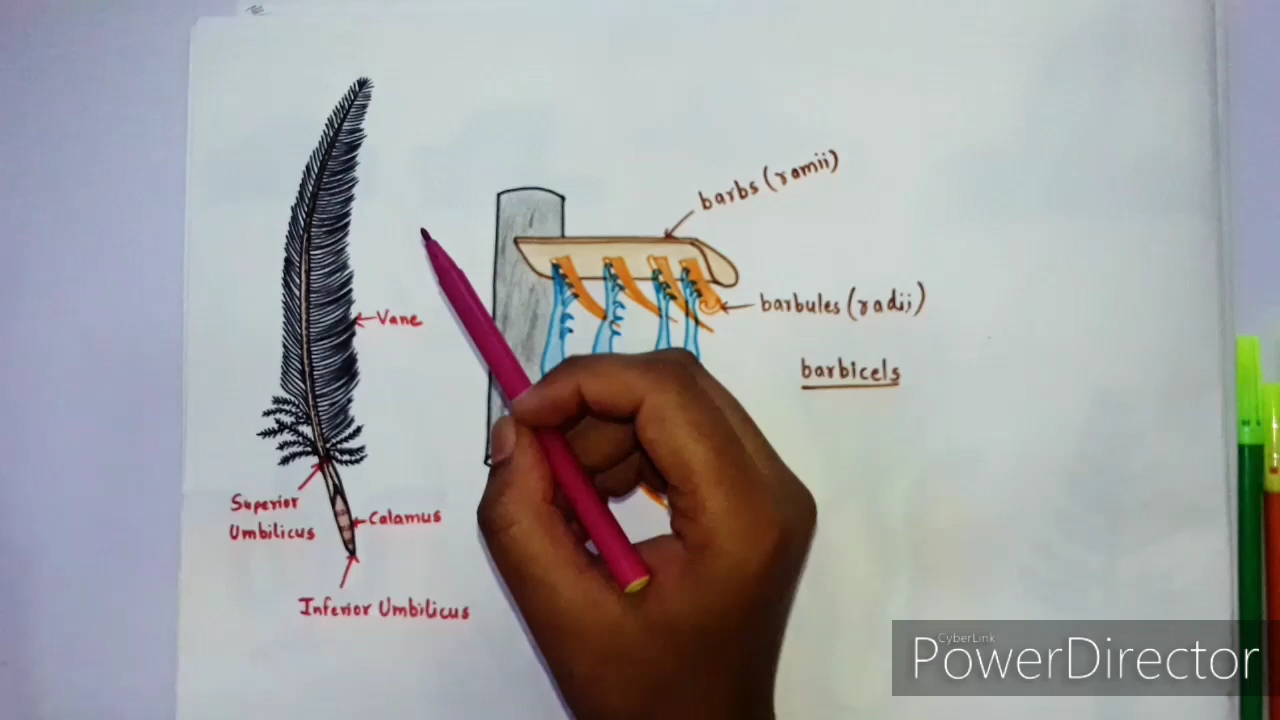 barbs (ramii)
barbules (radii)
Vane
barbicels
Superior
Umbilicus
Calamus
Inferior Umbilicus
CyberLink
PowerDirector